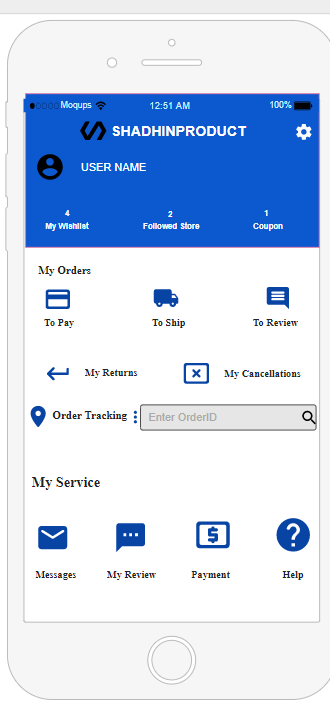 Moqups 12:51 AM 100%
SHADHINPRODUCT
USER NAME
4 2 1
My Wishlist Followed Store Coupon
My Orders
To Pay To Ship To Review
My Returns My Cancellations
Order Tracking Enter OrderID
My Service
Messages My Review Payment Help